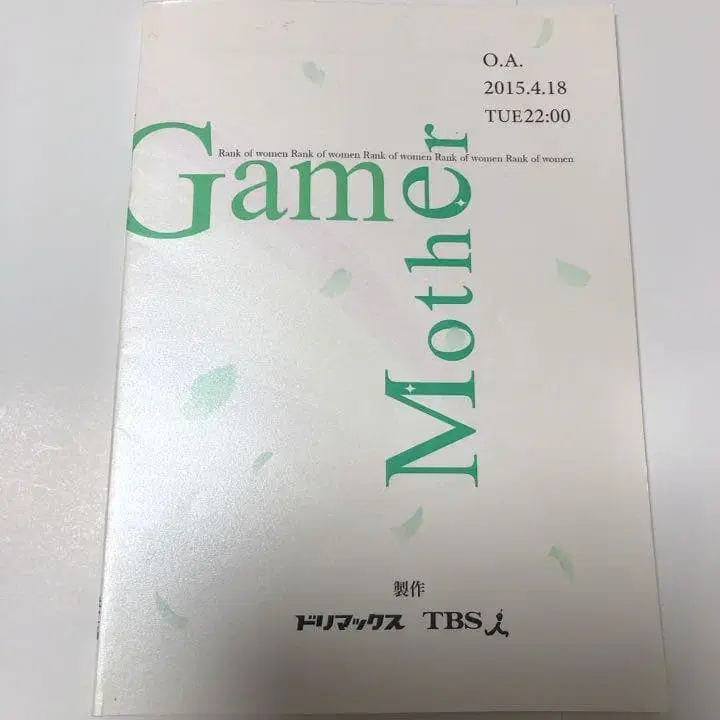 O.A.
2015.4.18
TUE22:00
Rank of women Rank of women Rank of women Rank of women Rank of women
Game
Mother
製作
ドリマックス TBS